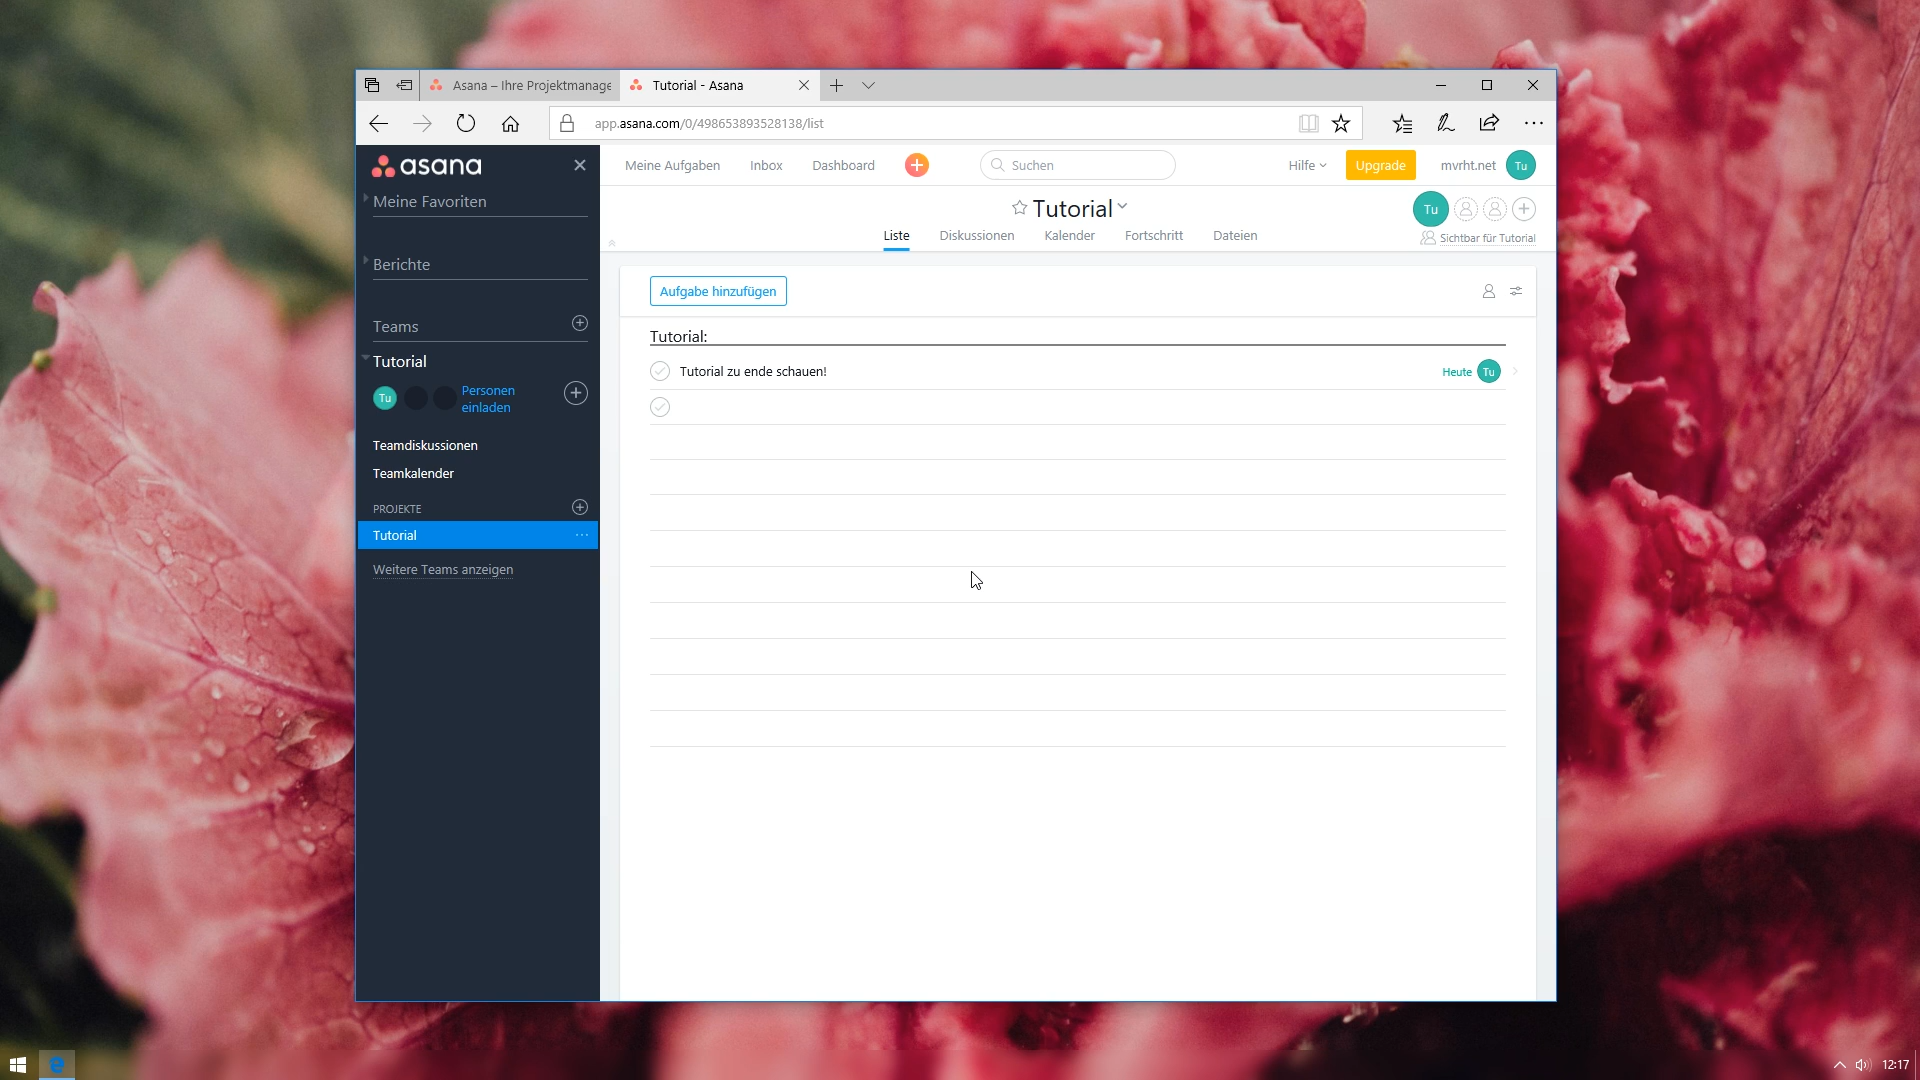 Asana – Ihre Projektmanage
Tutorial - Asana
app.asana.com/0/498653893528138/list
asana
Meine Favoriten
Berichte
Teams
Tutorial
Tu
Personen
einladen
Teamdiskussionen
Teamkalender
PROJEKTE
Tutorial
Weitere Teams anzeigen
Meine Aufgaben Inbox Dashboard
Suchen
Hilfe
Upgrade
mvrht.net
Tu
Tutorial
Tu
Liste Diskussionen Kalender Fortschritt Dateien
Sichtbar für Tutorial
Aufgabe hinzufügen
Tutorial:
Tutorial zu ende schauen!
Heute
Tu
12:17